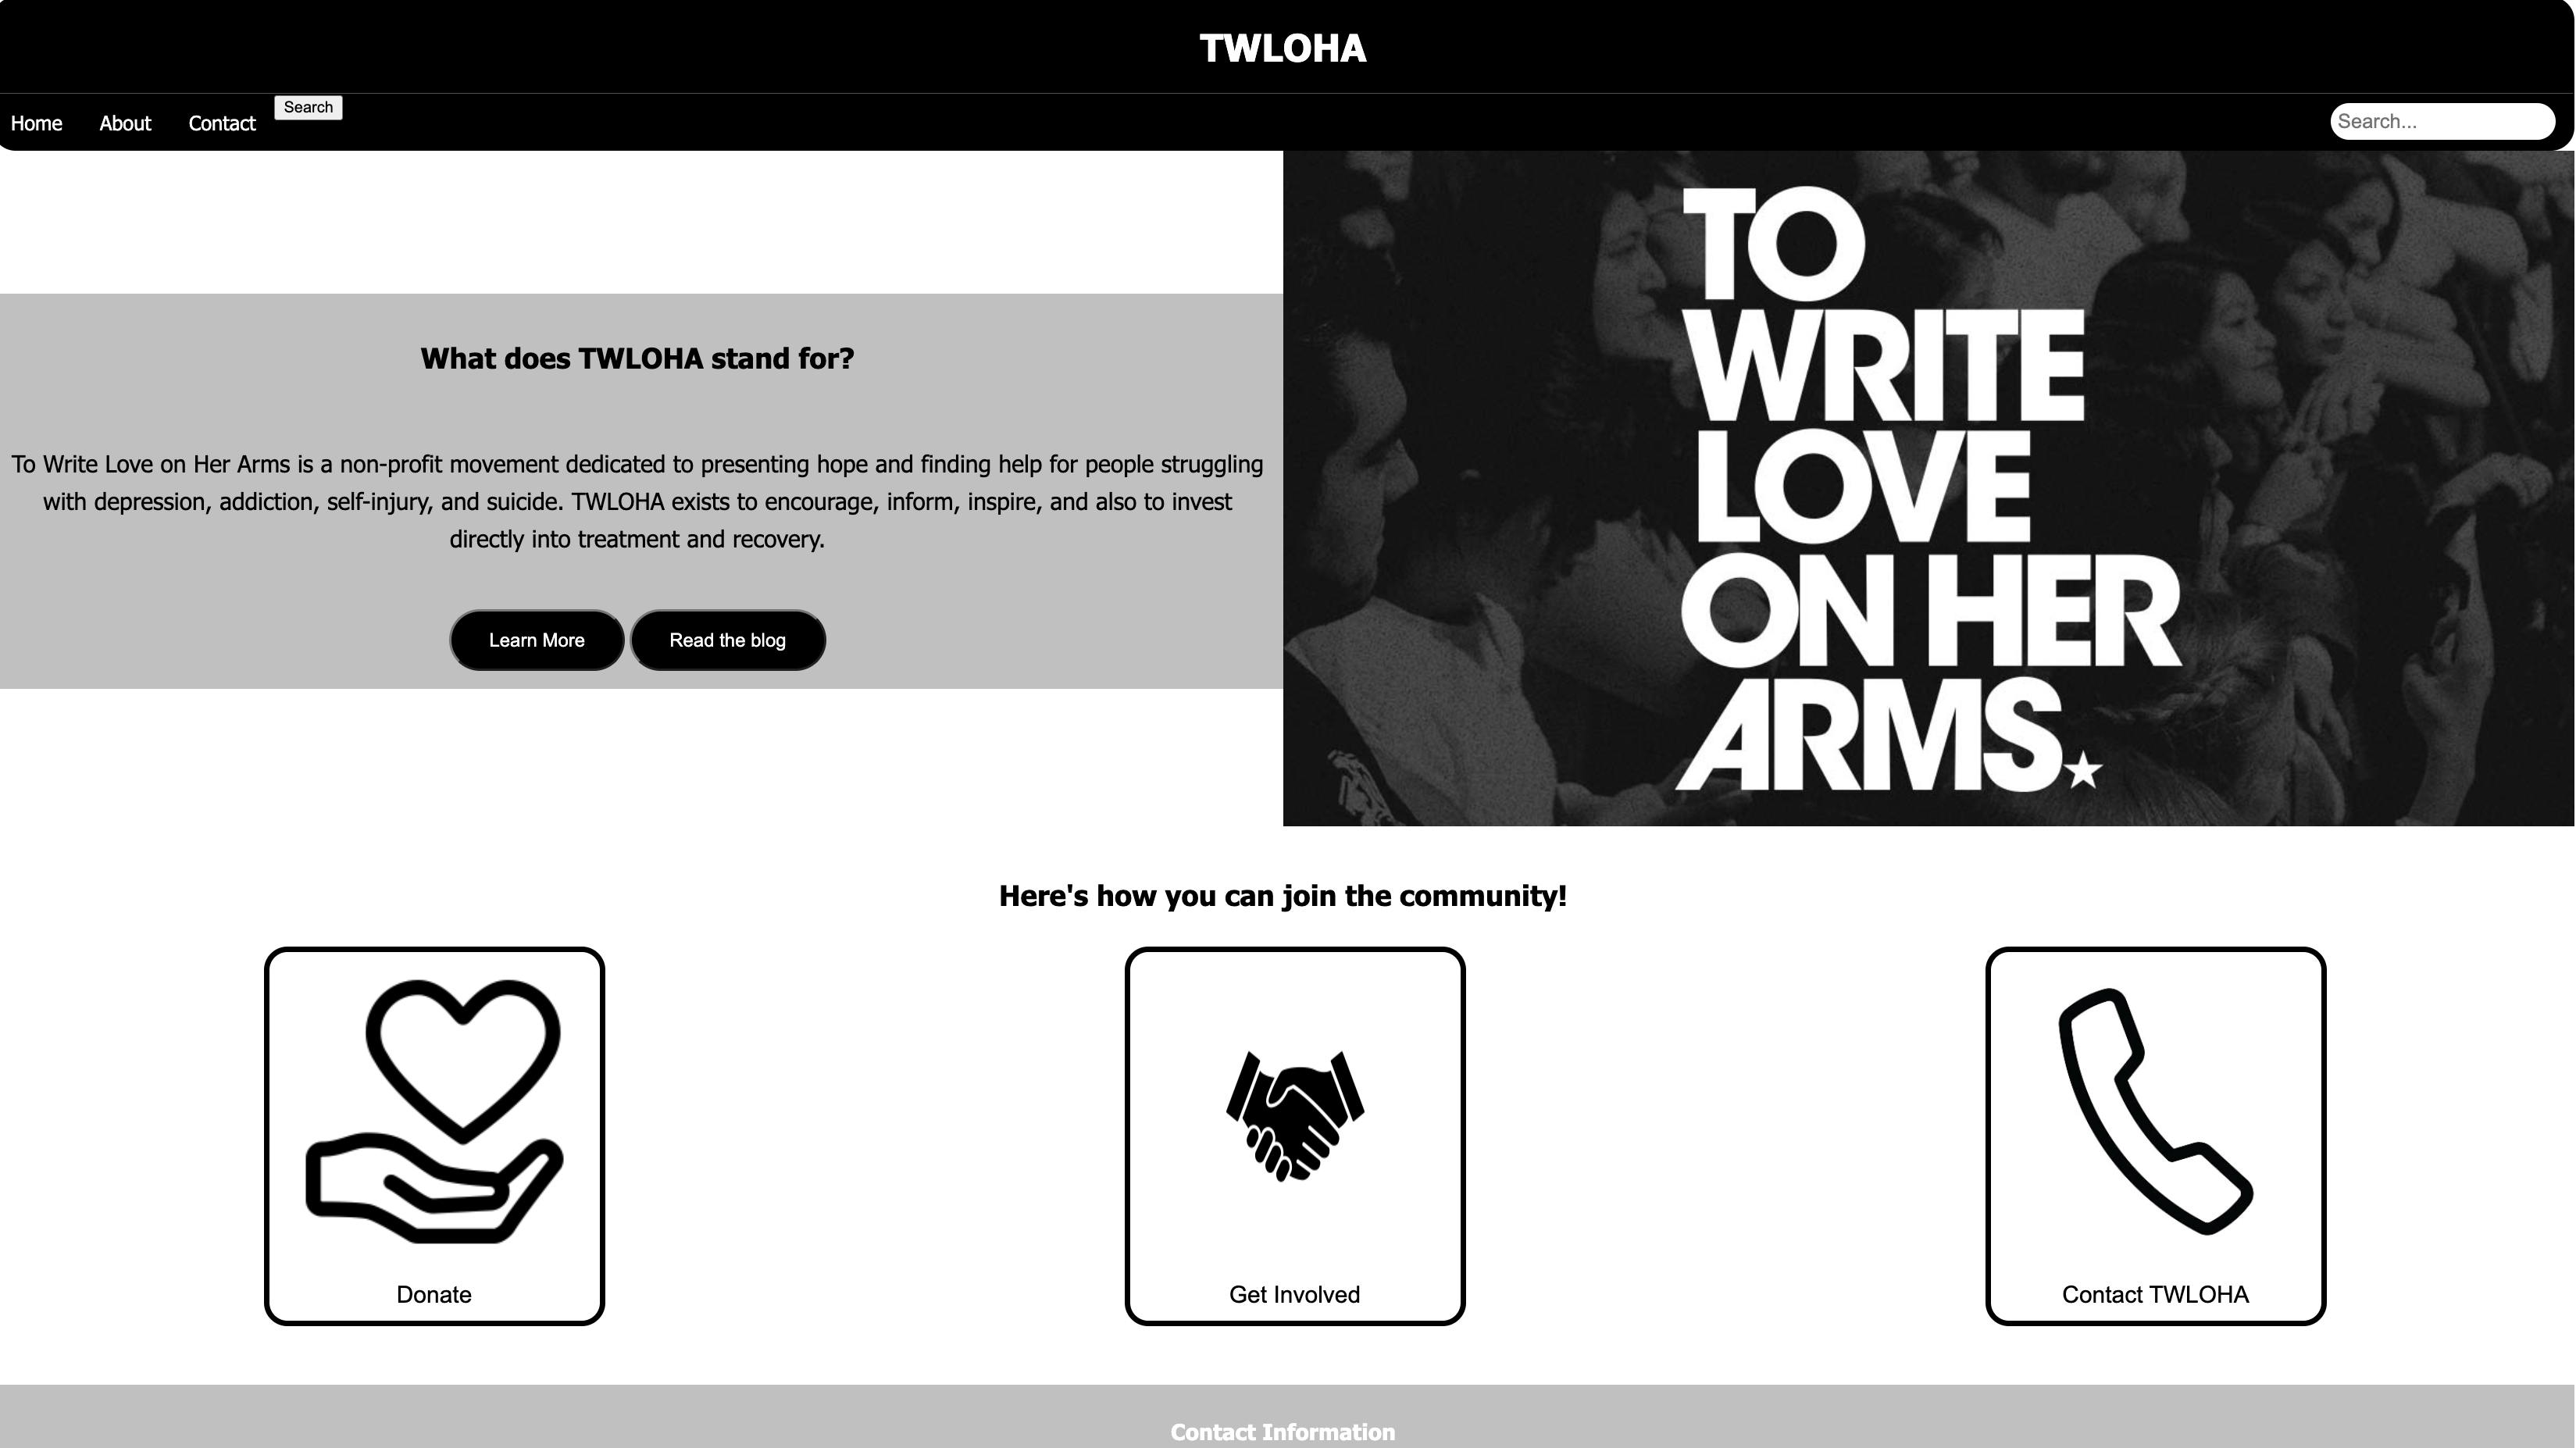 TWLOHA
Home About Contact Search Search...
What does TWLOHA stand for?
To Write Love on Her Arms is a non-profit movement dedicated to presenting hope and finding help for people struggling
with depression, addiction, self-injury, and suicide. TWLOHA exists to encourage, inform, inspire, and also to invest
directly into treatment and recovery.
Learn More Read the blog
TO
WRITE
LOVE
ON HER
ARMS.
Here's how you can join the community!
Donate Get Involved Contact TWLOHA
Contact Information